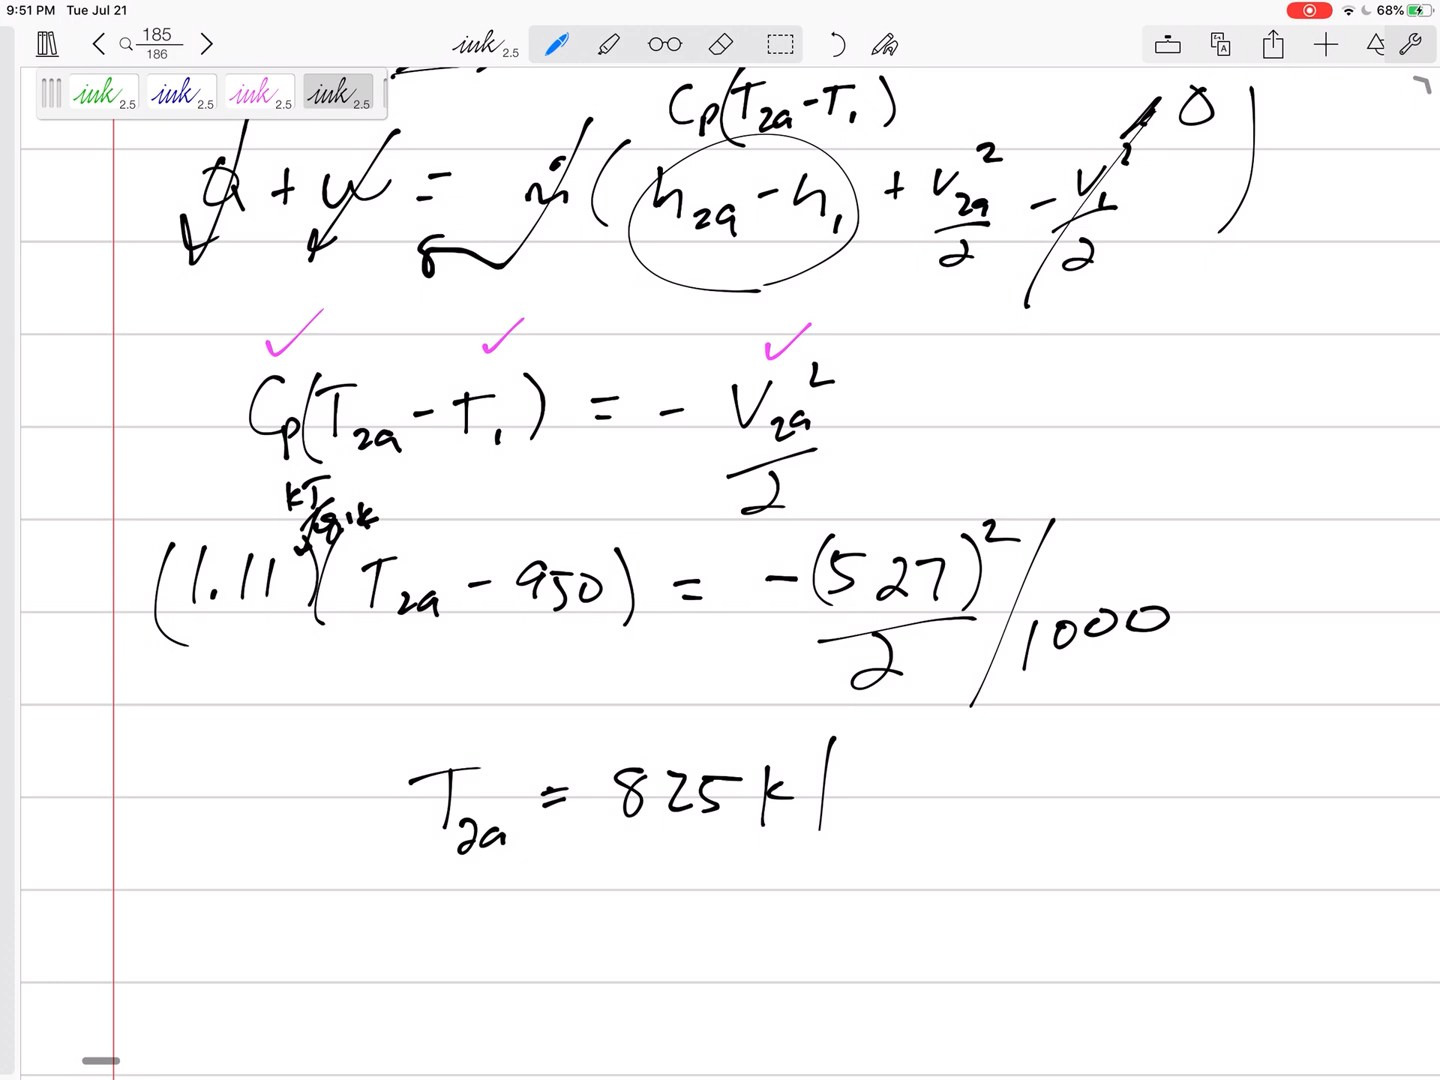 9:51 PM Tue Jul 21 68%
185
186
ink 2.5
ink 2.5 ink 2.5 ink 2.5 ink 2.5
Cp(T2a - T1)
Q + W = ṁ(h2a - h1 + V2a²/2 - V1²/2) 0
Cp(T2a - T1) = - V2a²/2
kJ/kg·k
(1.11)(T2a - 950) = -(527)²/2 / 1000
T2a = 825 k